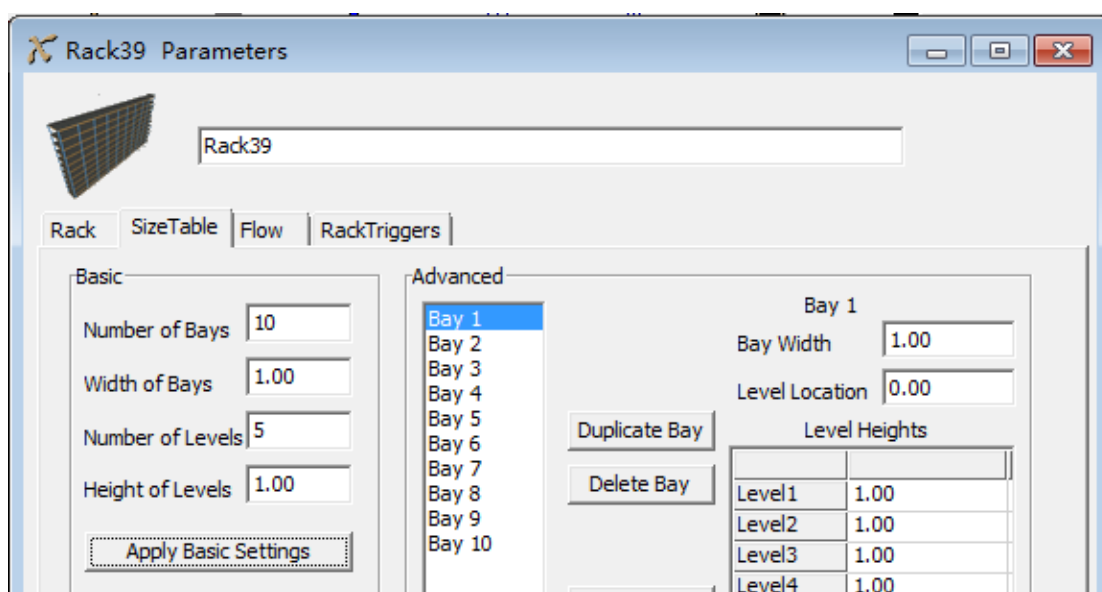 Rack39 Parameters
Rack39
Rack SizeTable Flow RackTriggers
Basic
Number of Bays 10
Width of Bays 1.00
Number of Levels 5
Height of Levels 1.00
Apply Basic Settings
Advanced
Bay 1
Bay 2
Bay 3
Bay 4
Bay 5
Bay 6
Bay 7
Bay 8
Bay 9
Bay 10
Duplicate Bay
Delete Bay
Bay 1
Bay Width 1.00
Level Location 0.00
Level Heights
Level1 1.00
Level2 1.00
Level3 1.00
Level4 1.00